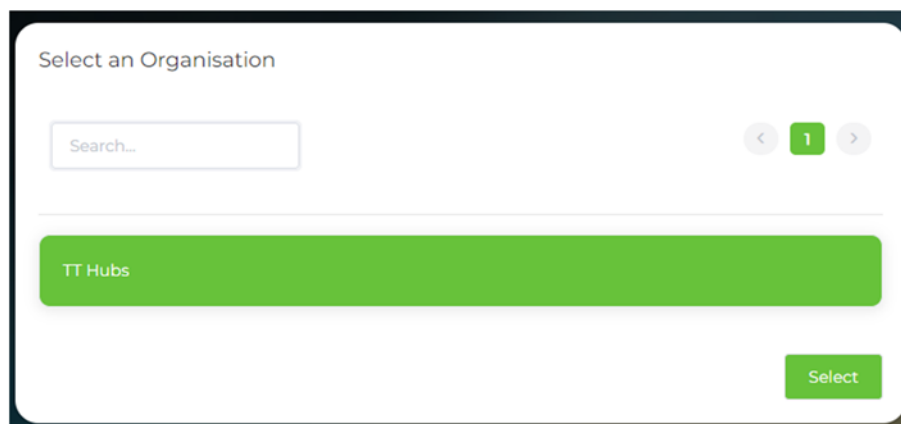 Select an Organisation
Search...
< 1 >
TT Hubs
Select